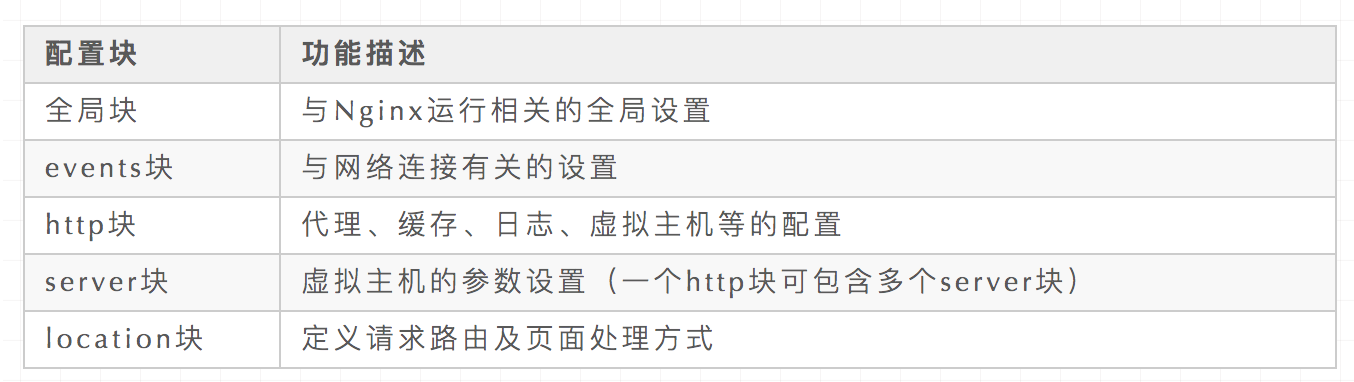 配置块 功能描述
全局块 与Nginx运行相关的全局设置
events块 与网络连接有关的设置
http块 代理、缓存、日志、虚拟主机等的配置
server块 虚拟主机的参数设置（一个http块可包含多个server块）
location块 定义请求路由及页面处理方式